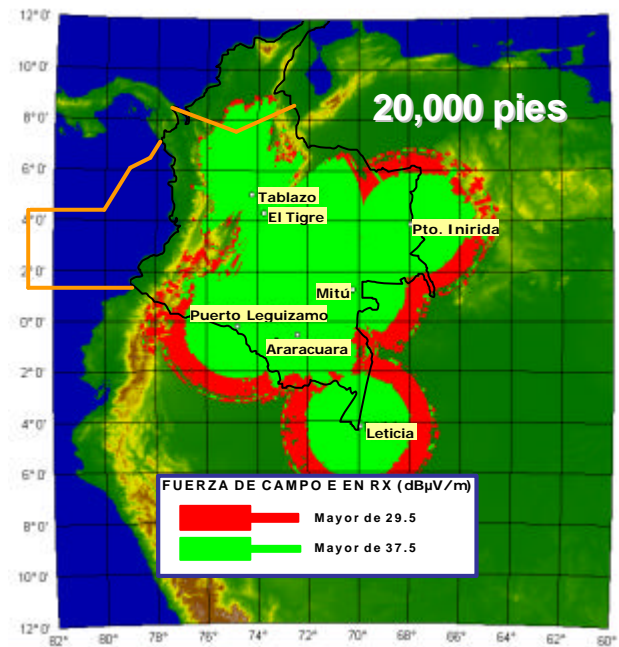 12° 0'
10° 0'
8° 0'
6° 0'
4° 0'
2° 0'
0° 0'
2° 0'
4° 0'
6° 0'
8° 0'
10° 0'
12° 0'
20,000 pies
Tablazo
El Tigre
Pto. Inirida
Mitú
Puerto Leguizamo
Araracuara
Leticia
FUERZA DE CAMPO E EN RX (dBµV/m)
Mayor de 29.5
Mayor de 37.5
82° 80° 78° 76° 74° 72° 70° 68° 66° 64° 62° 60°